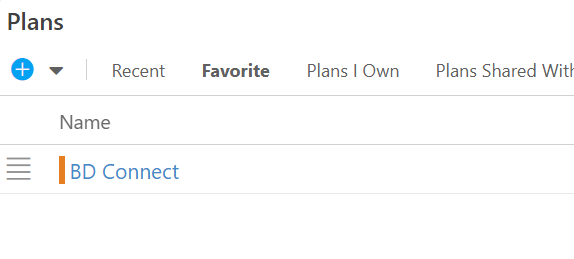 Plans
Recent Favorite Plans I Own Plans Shared With
Name
BD Connect